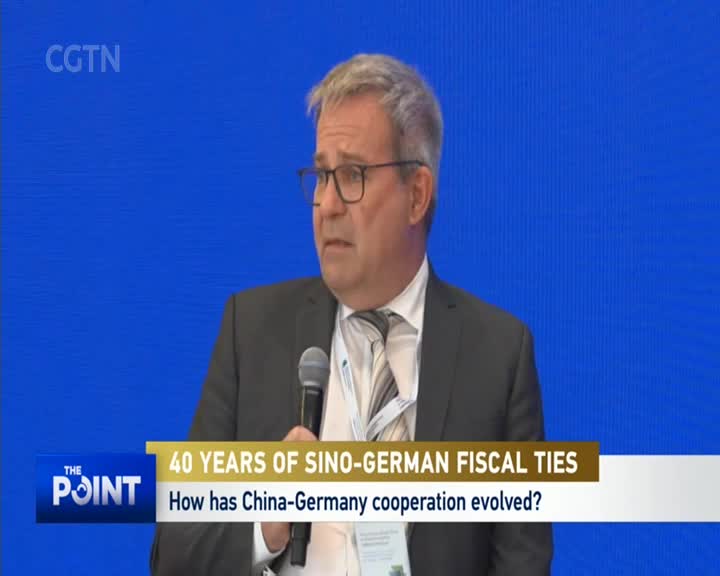 CGTN
40 YEARS OF SINO-GERMAN FISCAL TIES
THE
POINT
How has China-Germany cooperation evolved?